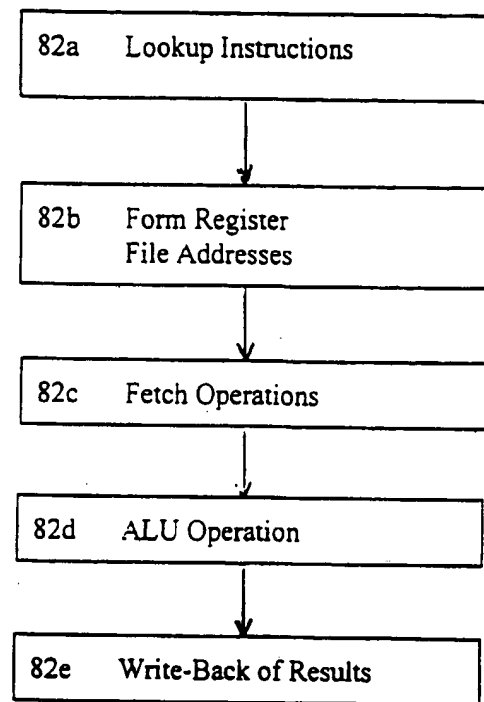 82a Lookup Instructions
82b Form Register
File Addresses
82c Fetch Operations
82d ALU Operation
82e Write-Back of Results